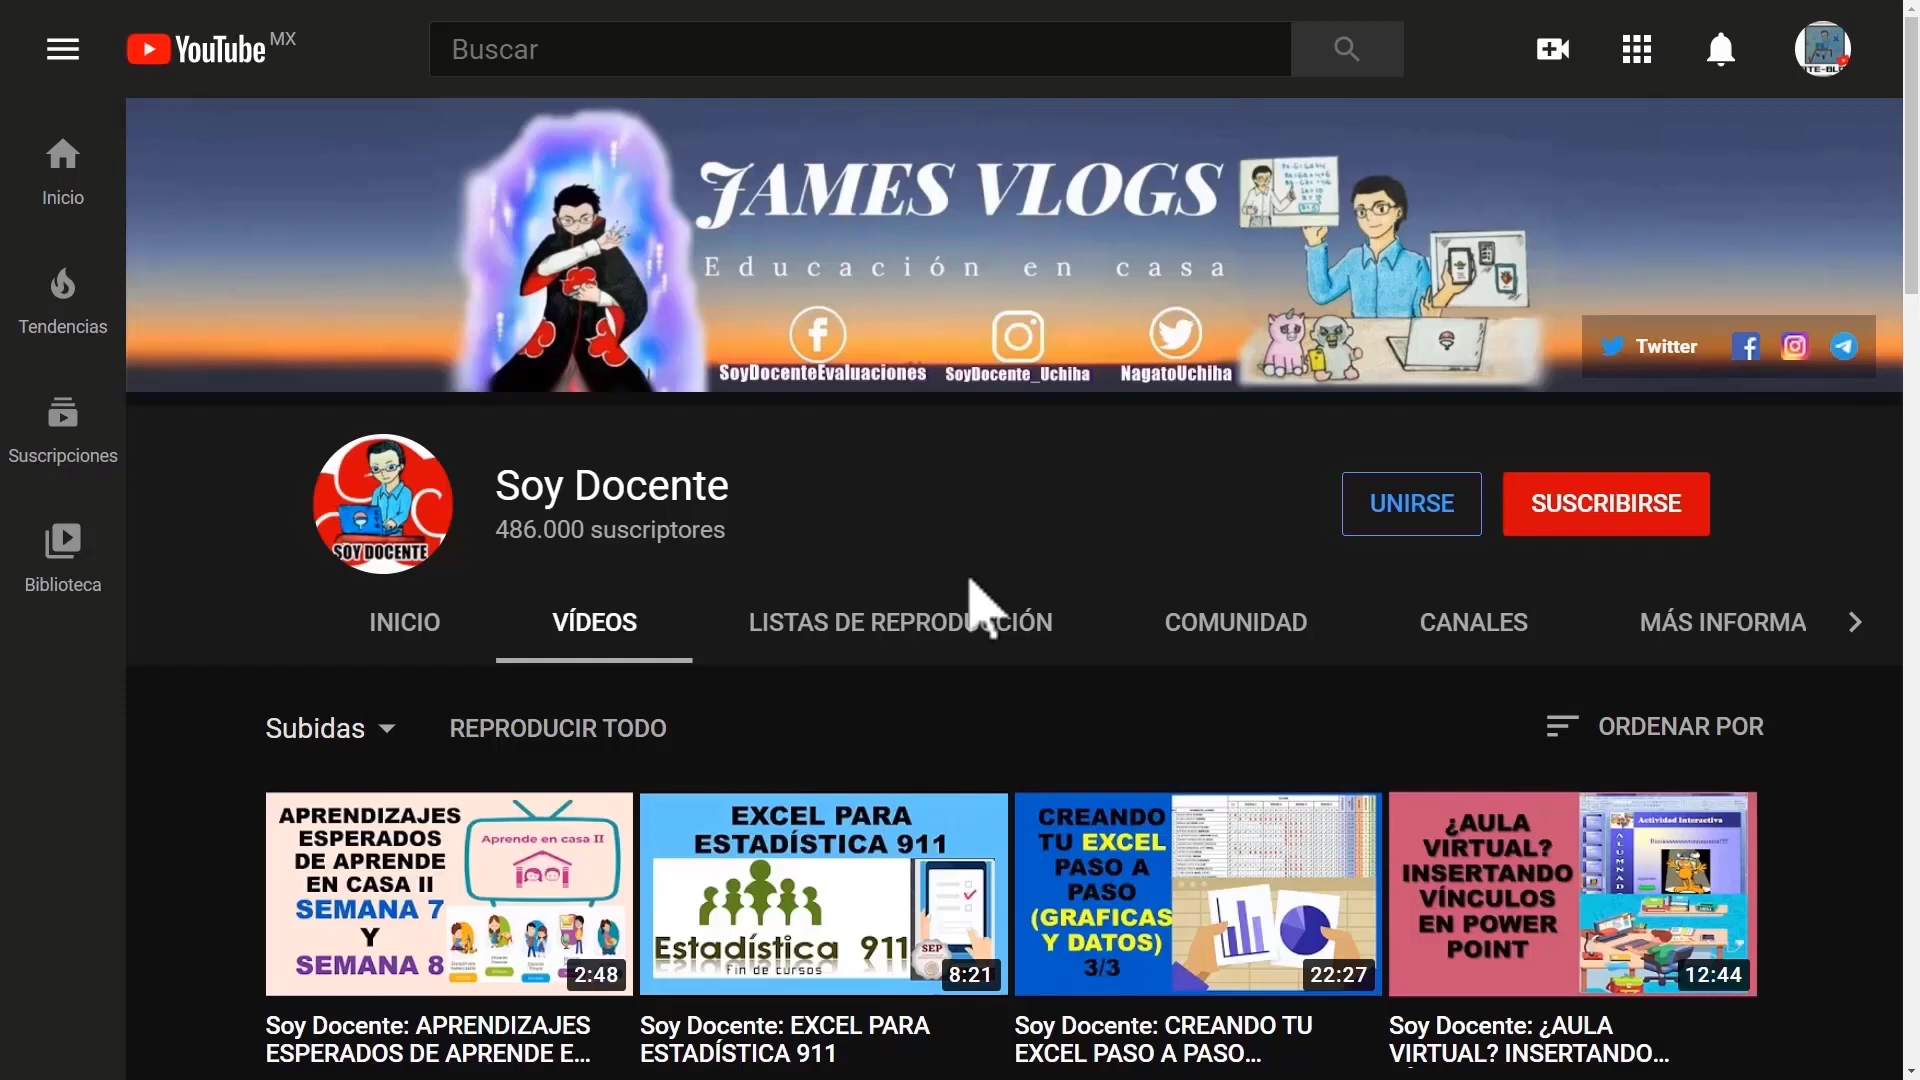 YouTube MX
Buscar
Inicio
Tendencias
Suscripciones
Biblioteca
JAMES VLOGS
Educación en casa
SoyDocenteEvaluaciones
SoyDocente_Uchiha
NagatoUchiha
Twitter
SOY DOCENTE
Soy Docente
486.000 suscriptores
UNIRSE
SUSCRIBIRSE
INICIO
VÍDEOS
LISTAS DE REPRODUCCIÓN
COMUNIDAD
CANALES
MÁS INFORMA
Subidas
REPRODUCIR TODO
ORDENAR POR
APRENDIZAJES
ESPERADOS
DE APRENDE
EN CASA II
SEMANA 7
Y
SEMANA 8
Aprende en casa II
2:48
EXCEL PARA
ESTADÍSTICA 911
Estadística 911
Fin de cursos
SEP
8:21
CREANDO
TU EXCEL
PASO A
PASO
(GRAFICAS
Y DATOS)
3/3
22:27
¿AULA
VIRTUAL?
INSERTANDO
VÍNCULOS
EN POWER
POINT
Actividad Interactiva
ALUMNAD
12:44
Soy Docente: APRENDIZAJES
ESPERADOS DE APRENDE E...
Soy Docente: EXCEL PARA
ESTADÍSTICA 911
Soy Docente: CREANDO TU
EXCEL PASO A PASO...
Soy Docente: ¿AULA
VIRTUAL? INSERTANDO...